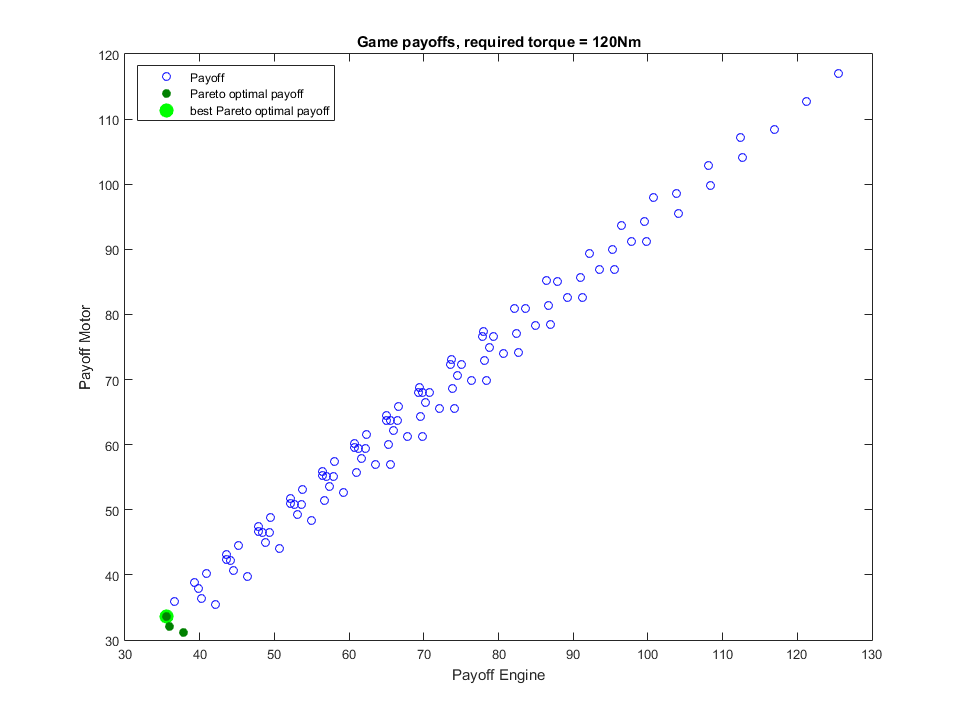 Game payoffs, required torque = 120Nm
Payoff
Pareto optimal payoff
best Pareto optimal payoff
120
110
100
90
80
70
60
50
40
30
Payoff Motor
30 40 50 60 70 80 90 100 110 120 130
Payoff Engine